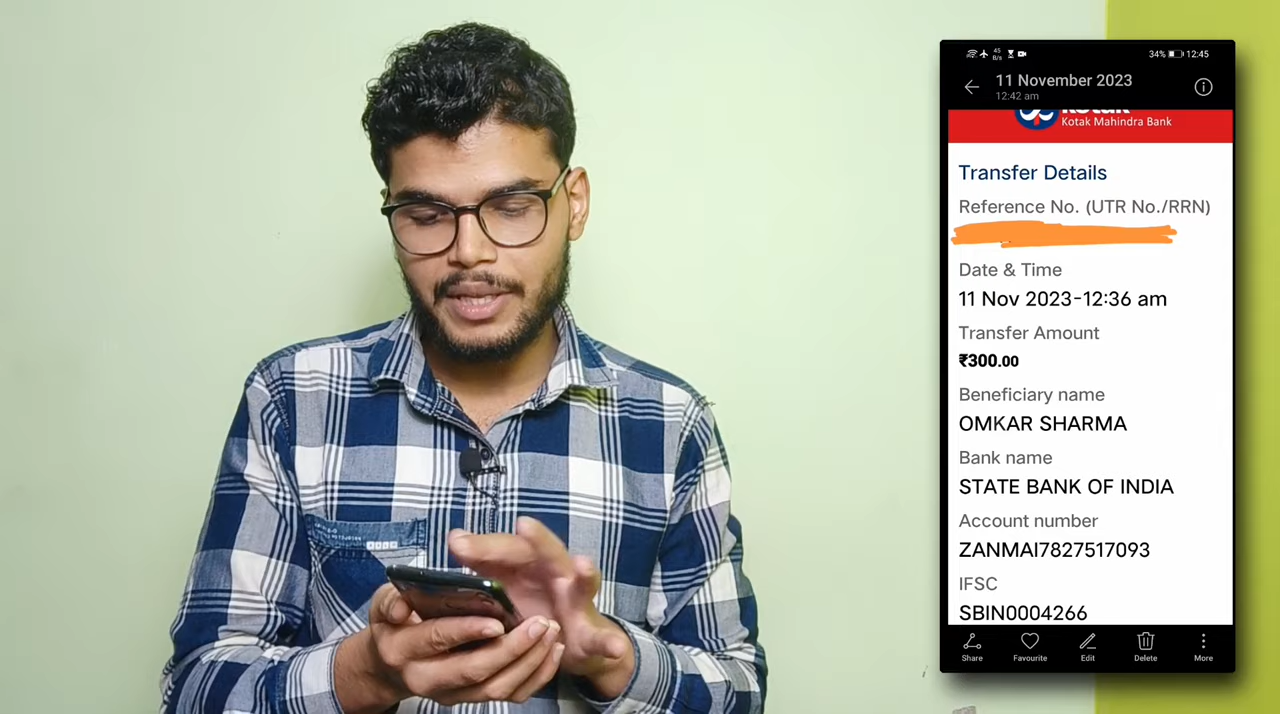 45
B/s
34% 12:45
11 November 2023
12:42 am
Kotak Mahindra Bank
Transfer Details
Reference No. (UTR No./RRN)
Date & Time
11 Nov 2023-12:36 am
Transfer Amount
₹300.00
Beneficiary name
OMKAR SHARMA
Bank name
STATE BANK OF INDIA
Account number
ZANMAI7827517093
IFSC
SBIN0004266
Share
Favourite
Edit
Delete
More